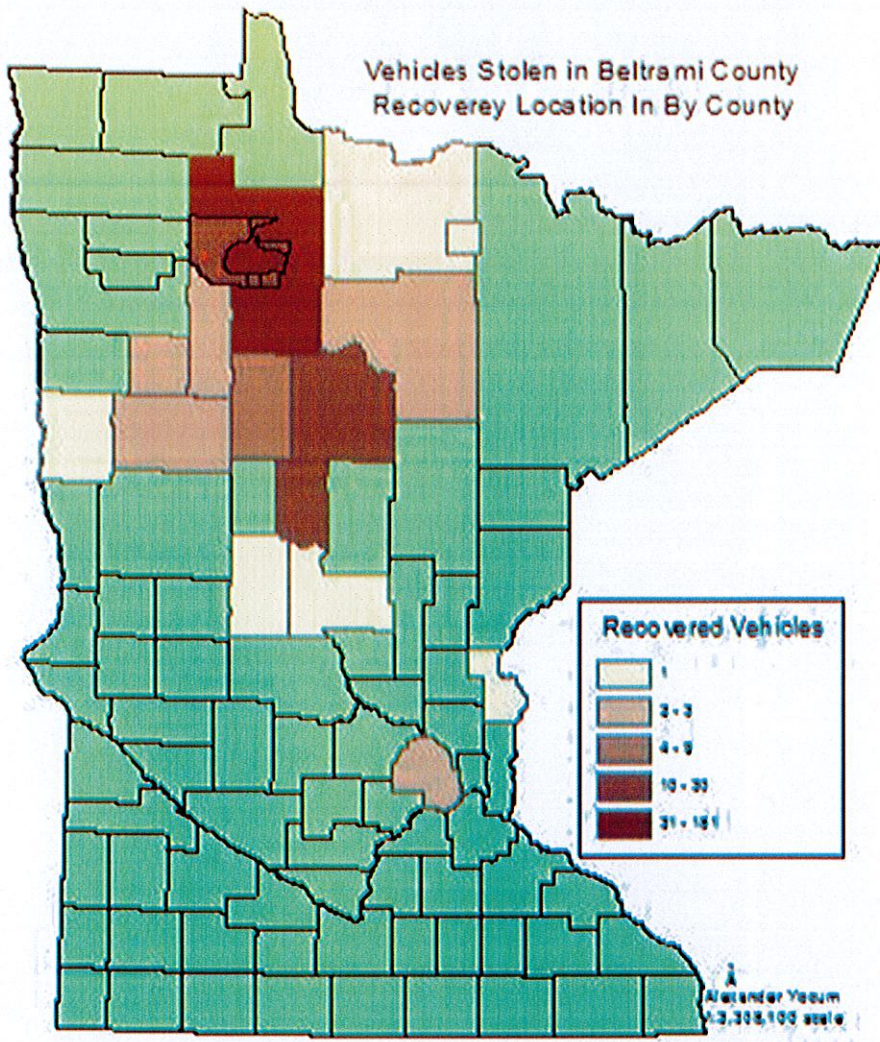 Vehicles Stolen in Beltrami County
Recoverey Location In By County
Recovered Vehicles
1
2 - 3
4 - 9
10 - 30
31 - 181
Alexander Yocum